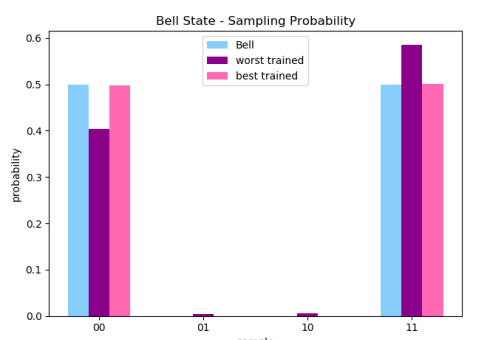 Bell State - Sampling Probability
Bell
worst trained
best trained
probability
0.6
0.5
0.4
0.3
0.2
0.1
0.0
00 01 10 11